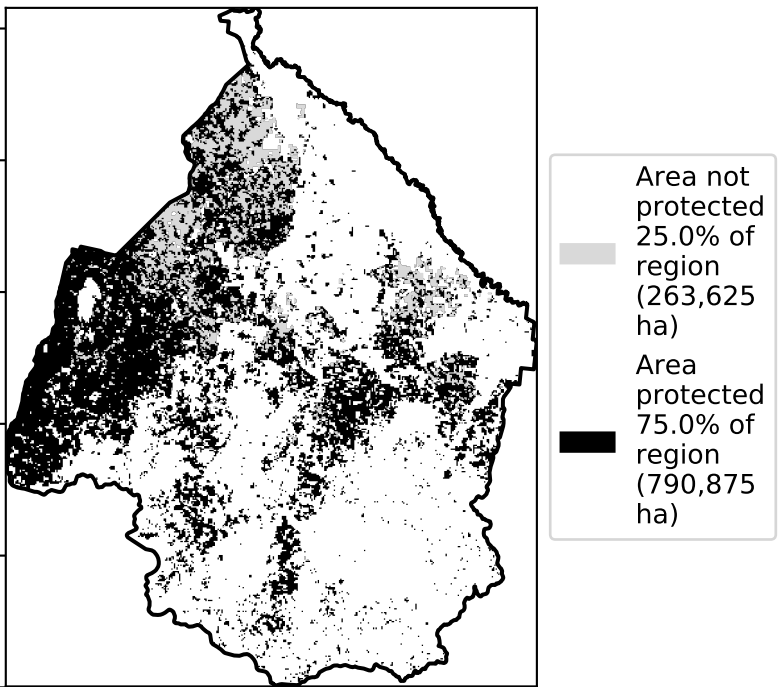 Area not
protected
25.0% of
region
(263,625
ha)
Area
protected
75.0% of
region
(790,875
ha)